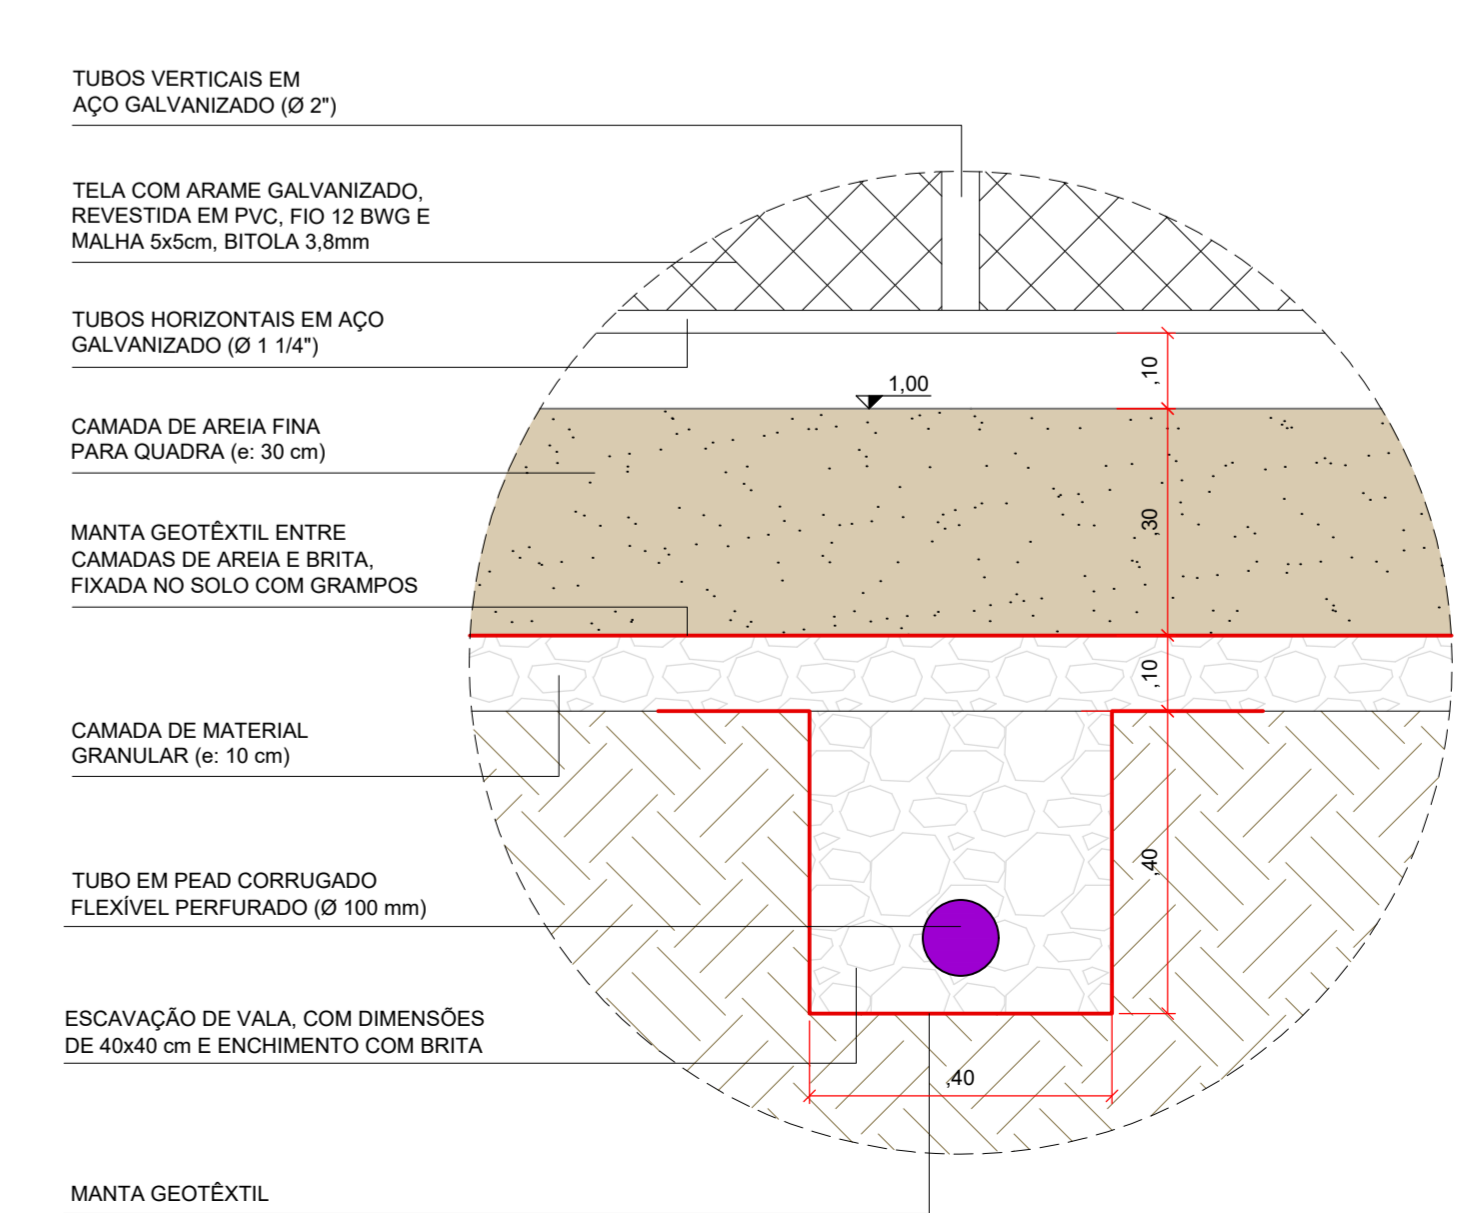 TUBOS VERTICAIS EM
AÇO GALVANIZADO (Ø 2")
TELA COM ARAME GALVANIZADO,
REVESTIDA EM PVC, FIO 12 BWG E
MALHA 5x5cm, BITOLA 3,8mm
TUBOS HORIZONTAIS EM AÇO
GALVANIZADO (Ø 1 1/4")
,10
1,00
CAMADA DE AREIA FINA
PARA QUADRA (e: 30 cm)
,30
MANTA GEOTÊXTIL ENTRE
CAMADAS DE AREIA E BRITA,
FIXADA NO SOLO COM GRAMPOS
,10
CAMADA DE MATERIAL
GRANULAR (e: 10 cm)
,40
TUBO EM PEAD CORRUGADO
FLEXÍVEL PERFURADO (Ø 100 mm)
ESCAVAÇÃO DE VALA, COM DIMENSÕES
DE 40x40 cm E ENCHIMENTO COM BRITA
,40
MANTA GEOTÊXTIL